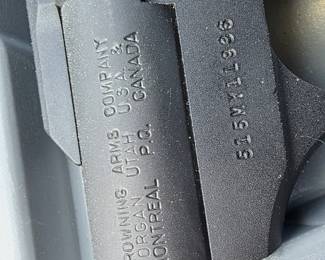 ROWNING ARMS COMPANY
ORGAN UTAH U.S.A. &
ONTREAL P.Q. CANADA